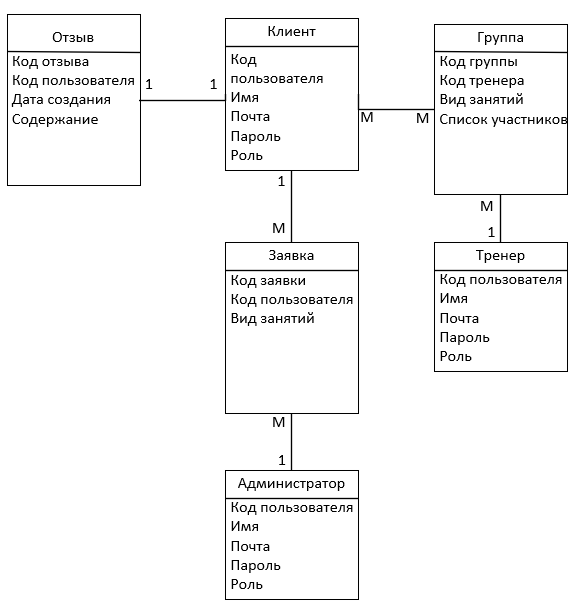 Отзыв
Код отзыва
Код пользователя
Дата создания
Содержание
1
1
Клиент
Код
пользователя
Имя
Почта
Пароль
Роль
М
М
Группа
Код группы
Код тренера
Вид занятий
Список участников
1
М
М
1
Заявка
Код заявки
Код пользователя
Вид занятий
Тренер
Код пользователя
Имя
Почта
Пароль
Роль
М
1
Администратор
Код пользователя
Имя
Почта
Пароль
Роль